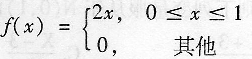 f(x) = {2x, 0 ≤ x ≤ 1
0, 其他